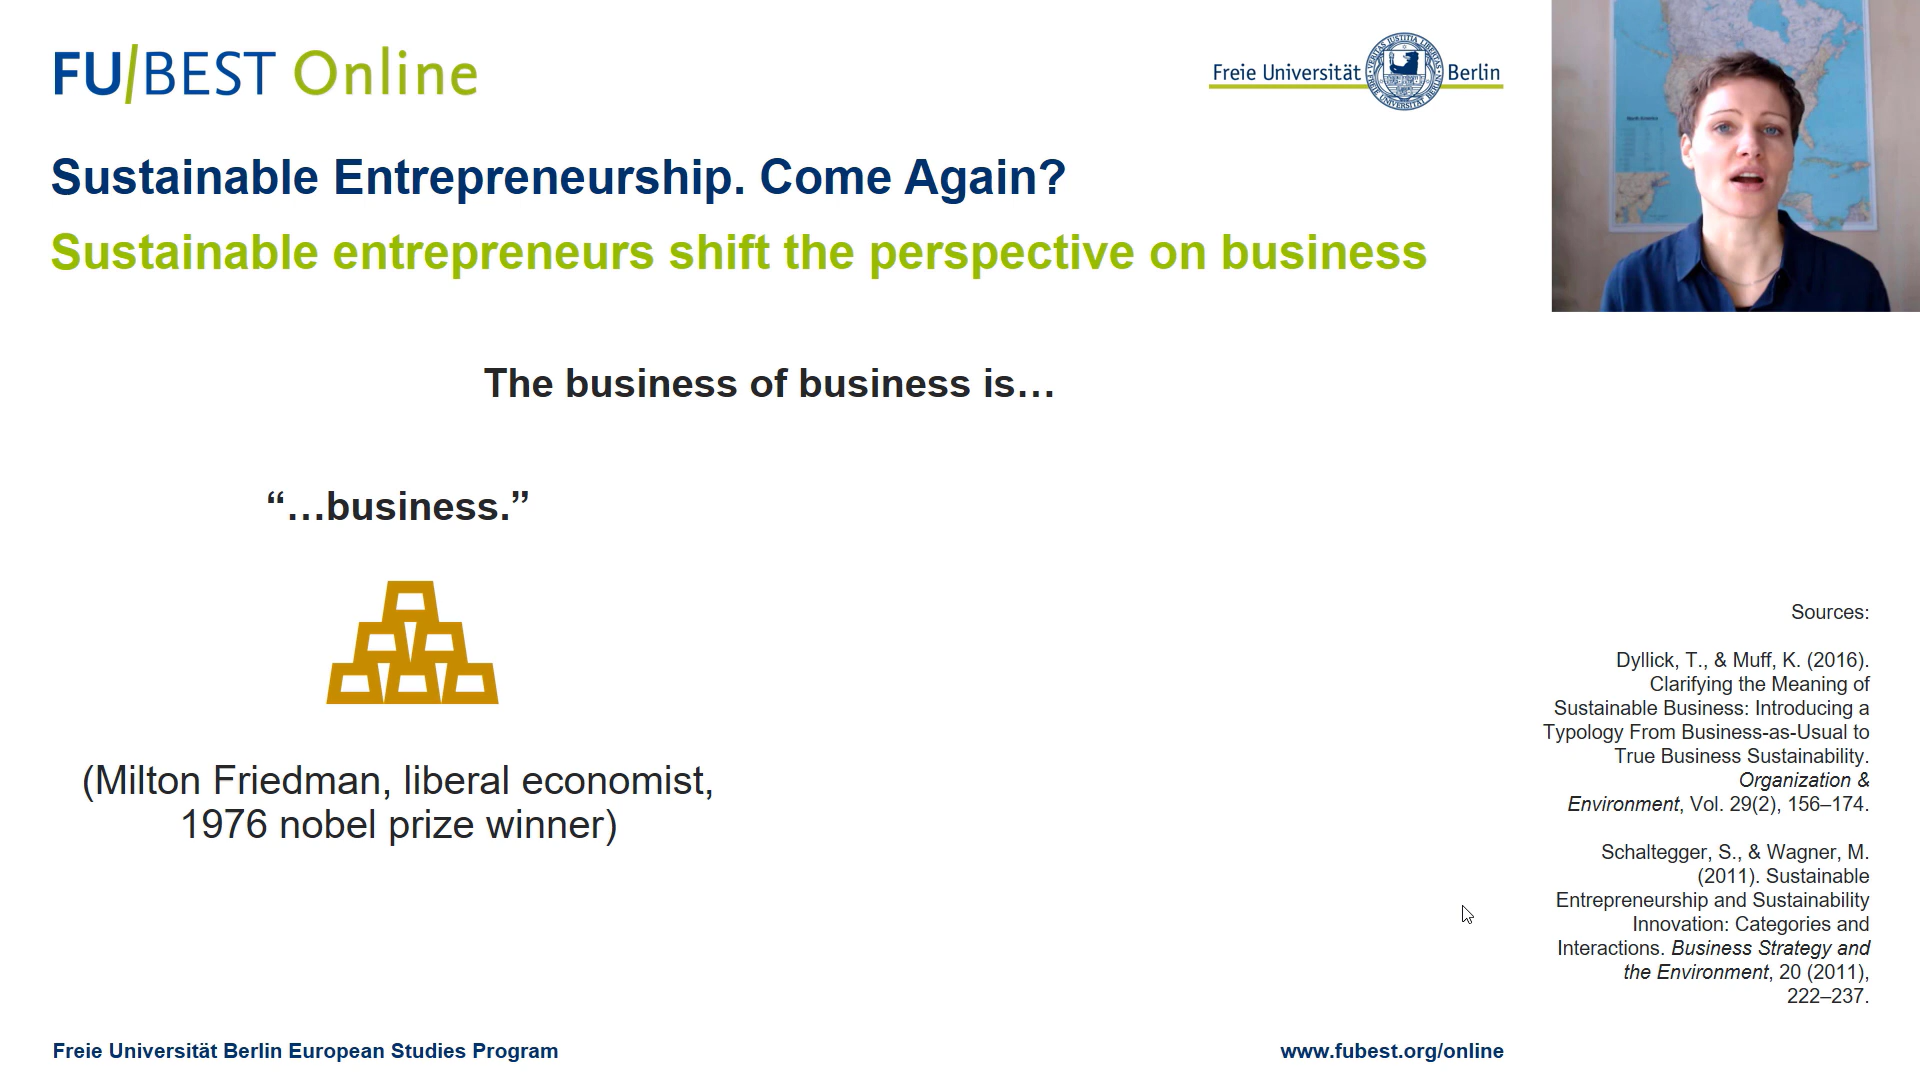 FU/BEST Online
Freie Universität Berlin
Sustainable Entrepreneurship. Come Again?
Sustainable entrepreneurs shift the perspective on business
The business of business is…
“…business.”
(Milton Friedman, liberal economist,
1976 nobel prize winner)
Sources:
Dyllick, T., & Muff, K. (2016).
Clarifying the Meaning of
Sustainable Business: Introducing a
Typology From Business-as-Usual to
True Business Sustainability.
Organization &
Environment, Vol. 29(2), 156–174.
Schaltegger, S., & Wagner, M.
(2011). Sustainable
Entrepreneurship and Sustainability
Innovation: Categories and
Interactions. Business Strategy and
the Environment, 20 (2011),
222–237.
Freie Universität Berlin European Studies Program
www.fubest.org/online